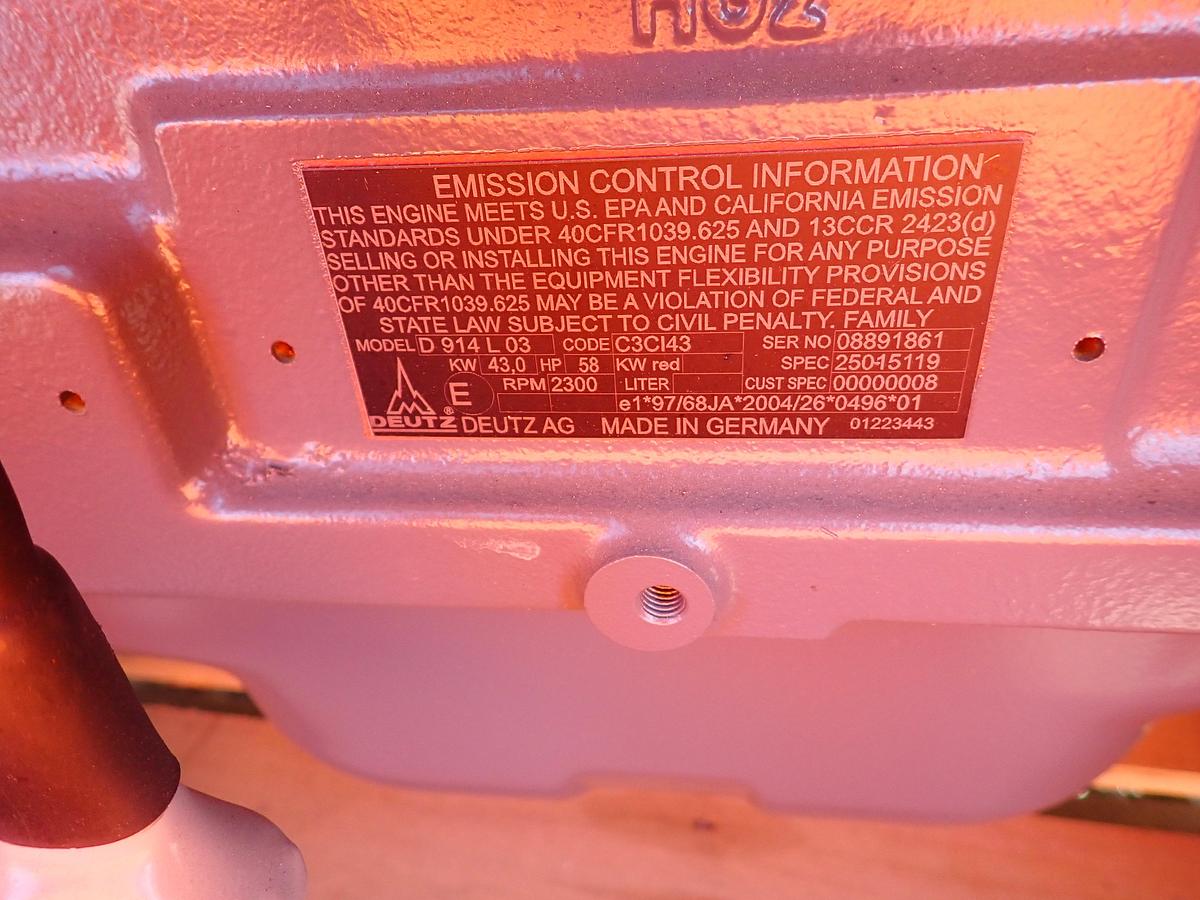 EMISSION CONTROL INFORMATION
THIS ENGINE MEETS U.S. EPA AND CALIFORNIA EMISSION
STANDARDS UNDER 40CFR1039.625 AND 13CCR 2423(d)
SELLING OR INSTALLING THIS ENGINE FOR ANY PURPOSE
OTHER THAN THE EQUIPMENT FLEXIBILITY PROVISIONS
OF 40CFR1039.625 MAY BE A VIOLATION OF FEDERAL AND
STATE LAW SUBJECT TO CIVIL PENALTY. FAMILY
MODEL D 914 L 03 CODE C3CI43 SER NO 08891861
KW 43,0 HP 58 KW red SPEC 25015119
E RPM 2300 LITER CUST SPEC 00000008
e1*97/68JA*2004/26*0496*01
DEUTZ® DEUTZ AG MADE IN GERMANY 01223443